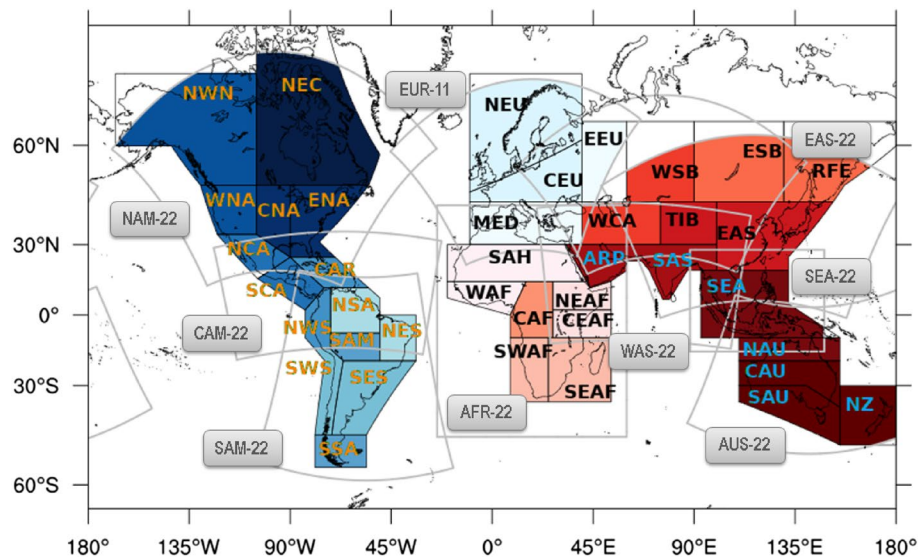 NWN
NEC
EUR-11
NEU
60°N
EEU
ESB
EAS-22
WSB
RFE
CEU
WNA
CNA
ENA
NAM-22
MED
WCA
TIB
EAS
30°N
NCA
SAH
ARP
SAS
CAR
SEA
SEA-22
SCA
WAF
NEAF
NSA
0°
CAF
CEAF
NWS
NES
CAM-22
SAM
SWAF
WAS-22
NAU
SWS
SES
CAU
30°S
SEAF
SAU
NZ
AFR-22
SAM-22
SSA
AUS-22
60°S
180°
135°W
90°W
45°W
0°
45°E
90°E
135°E
180°